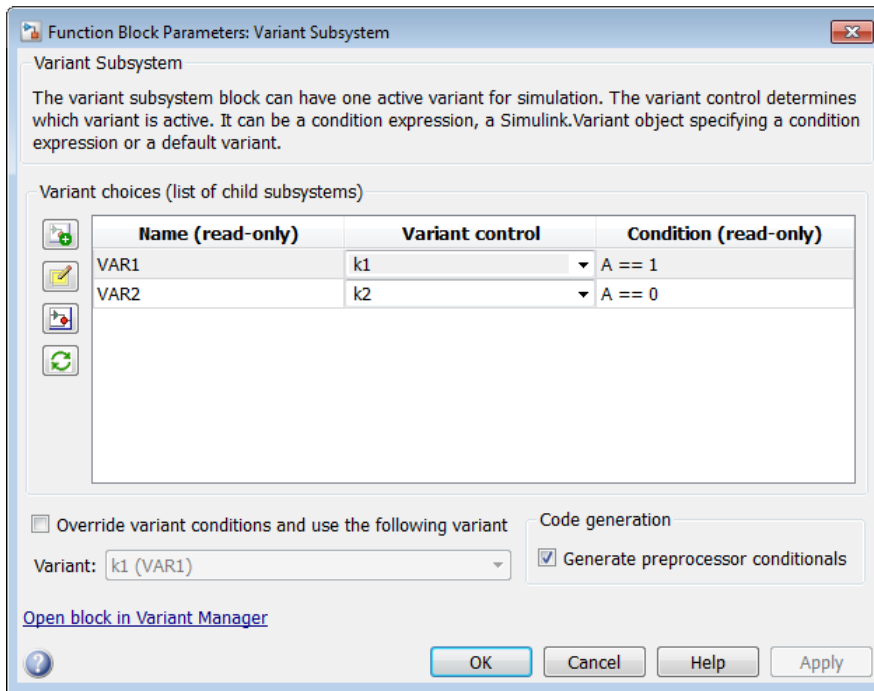 Function Block Parameters: Variant Subsystem
Variant Subsystem
The variant subsystem block can have one active variant for simulation. The variant control determines
which variant is active. It can be a condition expression, a Simulink.Variant object specifying a condition
expression or a default variant.
Variant choices (list of child subsystems)
Name (read-only) Variant control Condition (read-only)
VAR1 k1 A == 1
VAR2 k2 A == 0
Override variant conditions and use the following variant
Code generation
Variant: k1 (VAR1)
Generate preprocessor conditionals
Open block in Variant Manager
OK Cancel Help Apply